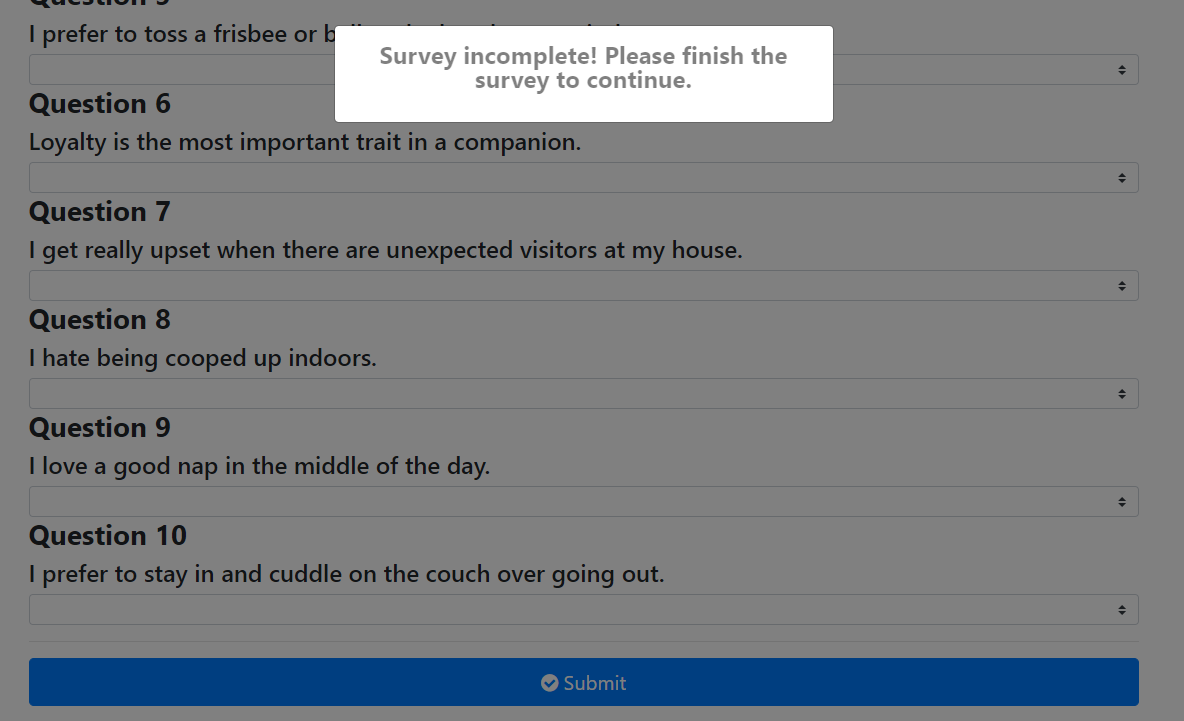 Question 5
I prefer to toss a frisbee or
Survey incomplete! Please finish the
survey to continue.
Question 6
Loyalty is the most important trait in a companion.
Question 7
I get really upset when there are unexpected visitors at my house.
Question 8
I hate being cooped up indoors.
Question 9
I love a good nap in the middle of the day.
Question 10
I prefer to stay in and cuddle on the couch over going out.
Submit